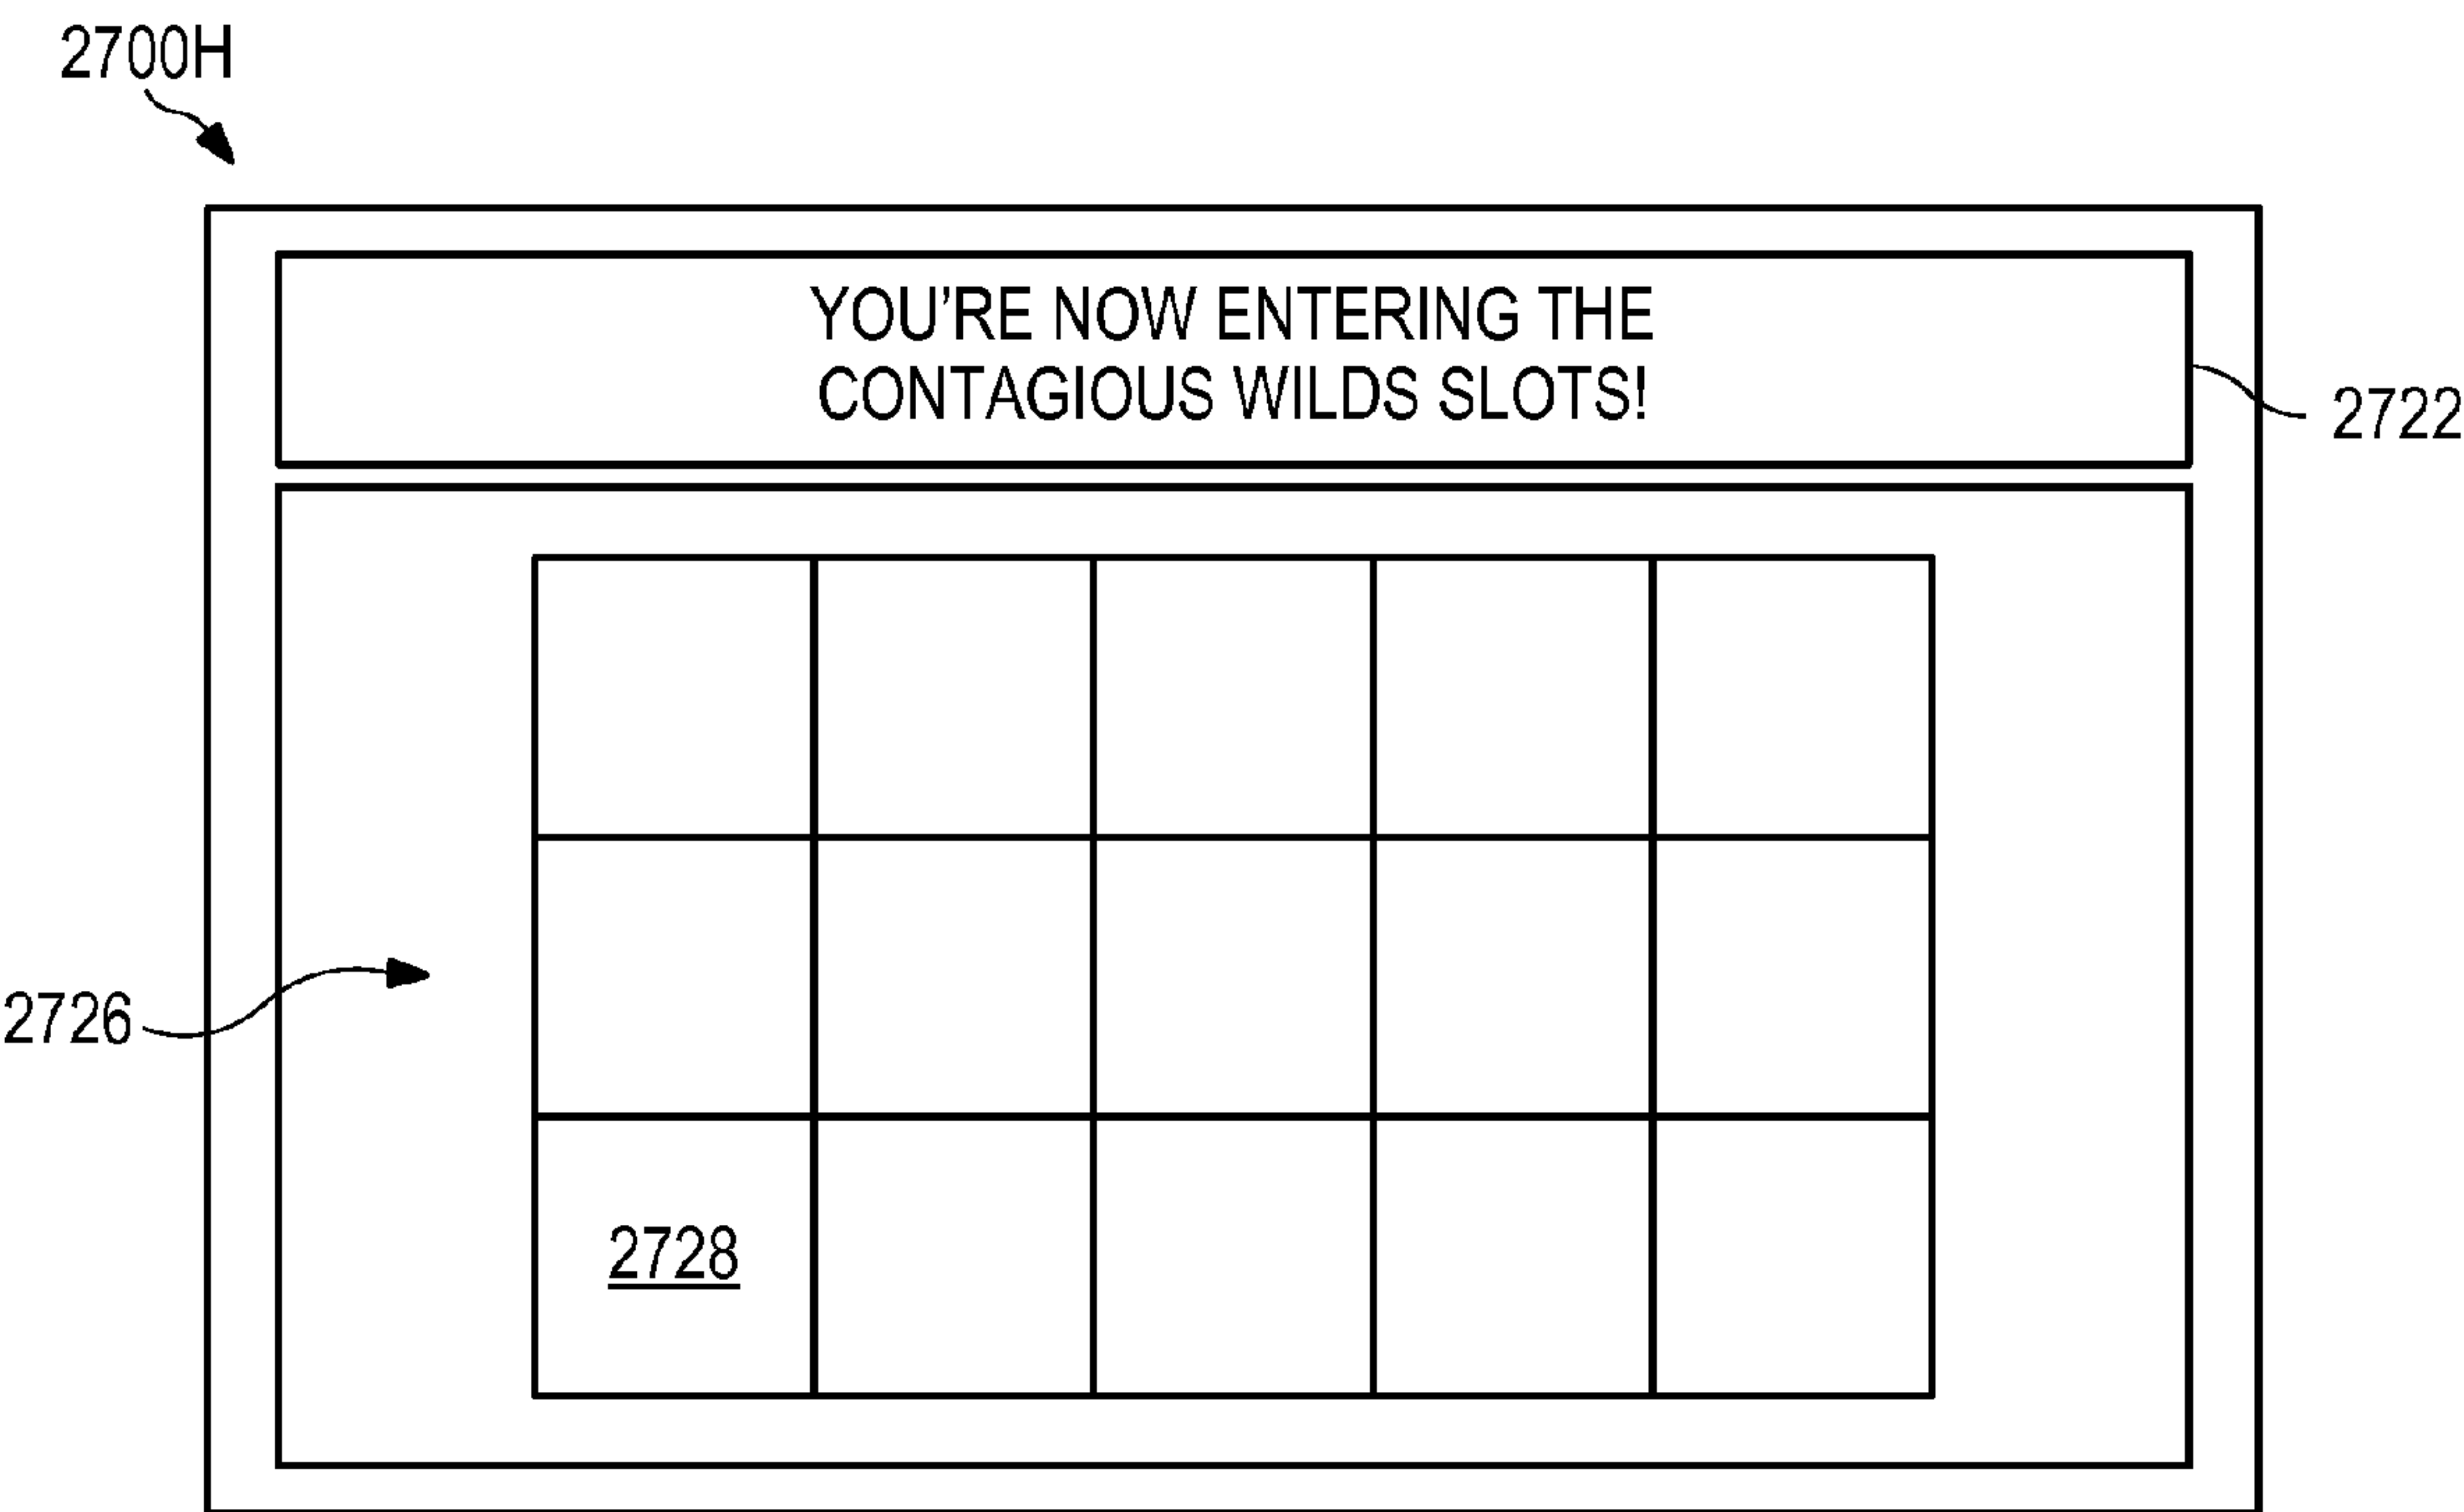 2700H
YOU'RE NOW ENTERING THE
CONTAGIOUS WILDS SLOTS!
2722
2726
2728